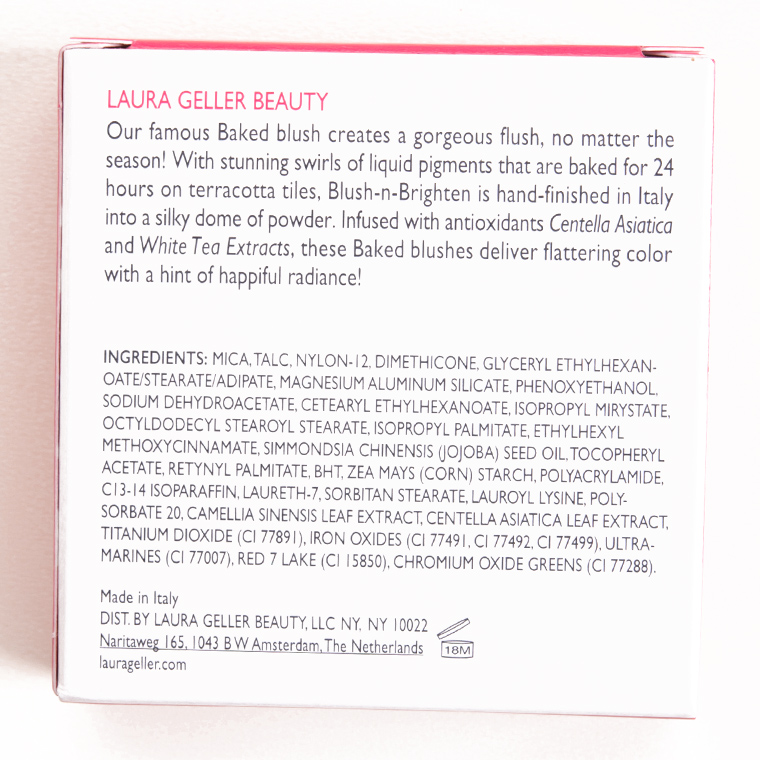 LAURA GELLER BEAUTY
Our famous Baked blush creates a gorgeous flush, no matter the
season! With stunning swirls of liquid pigments that are baked for 24
hours on terracotta tiles, Blush-n-Brighten is hand-finished in Italy
into a silky dome of powder. Infused with antioxidants Centella Asiatica
and White Tea Extracts, these Baked blushes deliver flattering color
with a hint of happiful radiance!
INGREDIENTS: MICA, TALC, NYLON-12, DIMETHICONE, GLYCERYL ETHYLHEXAN-
OATE/STEARATE/ADIPATE, MAGNESIUM ALUMINUM SILICATE, PHENOXYETHANOL,
SODIUM DEHYDROACETATE, CETEARYL ETHYLHEXANOATE, ISOPROPYL MIRYSTATE,
OCTYLDODECYL STEAROYL STEARATE, ISOPROPYL PALMITATE, ETHYLHEXYL
METHOXYCINNAMATE, SIMMONDSIA CHINENSIS (JOJOBA) SEED OIL, TOCOPHERYL
ACETATE, RETYNYL PALMITATE, BHT, ZEA MAYS (CORN) STARCH, POLYACRYLAMIDE,
C13-14 ISOPARAFFIN, LAURETH-7, SORBITAN STEARATE, LAUROYL LYSINE, POLY-
SORBATE 20, CAMELLIA SINENSIS LEAF EXTRACT, CENTELLA ASIATICA LEAF EXTRACT,
TITANIUM DIOXIDE (CI 77891), IRON OXIDES (CI 77491, CI 77492, CI 77499), ULTRA-
MARINES (CI 77007), RED 7 LAKE (CI 15850), CHROMIUM OXIDE GREENS (CI 77288).
Made in Italy
DIST. BY LAURA GELLER BEAUTY, LLC NY, NY 10022
Naritaweg 165, 1043 BW Amsterdam, The Netherlands
laurageller.com
18M